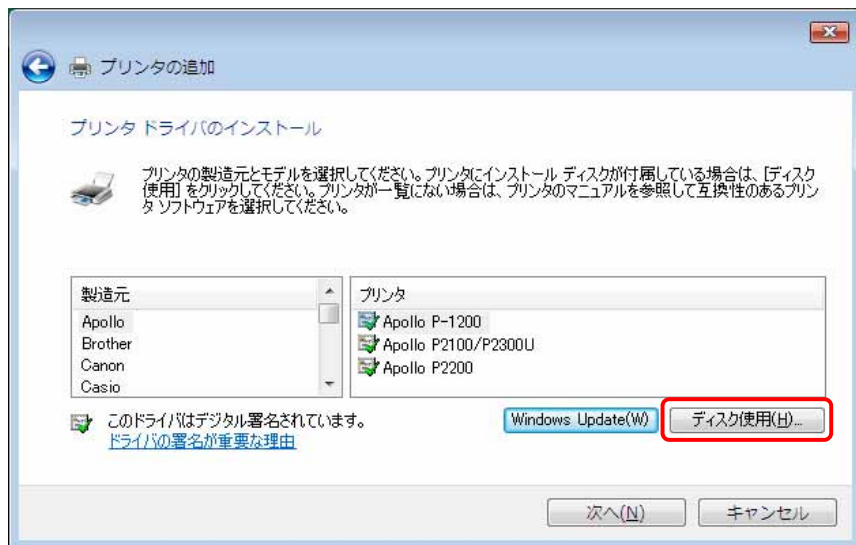 プリンタの追加
プリンタ ドライバのインストール
プリンタの製造元とモデルを選択してください。プリンタにインストール ディスクが付属している場合は、[ディスク
使用] をクリックしてください。プリンタが一覧にない場合は、プリンタのマニュアルを参照して互換性のあるプリン
タ ソフトウェアを選択してください。
製造元
Apollo
Brother
Canon
Casio
プリンタ
Apollo P-1200
Apollo P2100/P2300U
Apollo P2200
このドライバはデジタル署名されています。
ドライバの署名が重要な理由
Windows Update(W)
ディスク使用(H)...
次へ(N)
キャンセル